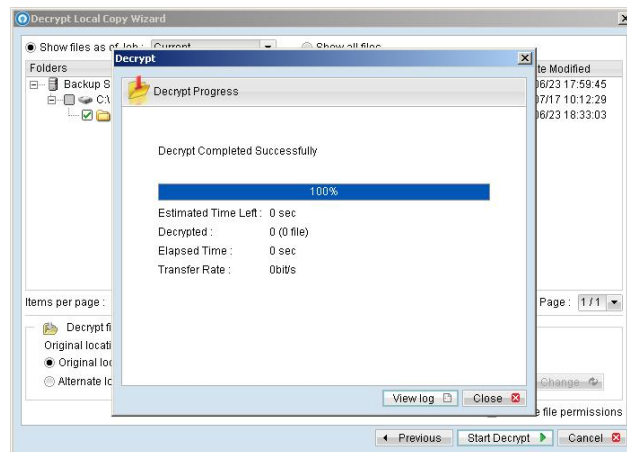 Decrypt Local Copy Wizard
Show files as of Job : Current Show all files
Decrypt
Folders
te Modified
Backup S
06/23 17:59:45
C:\
07/17 10:12:29
06/23 18:33:03
Decrypt Progress
Decrypt Completed Successfully
100%
Estimated Time Left : 0 sec
Decrypted : 0 (0 file)
Elapsed Time : 0 sec
Transfer Rate : 0bit/s
Items per page :
Page : 1 / 1
Decrypt fi
Original locati
Original loc
Alternate lo
Change
View log Close
e file permissions
Previous Start Decrypt Cancel